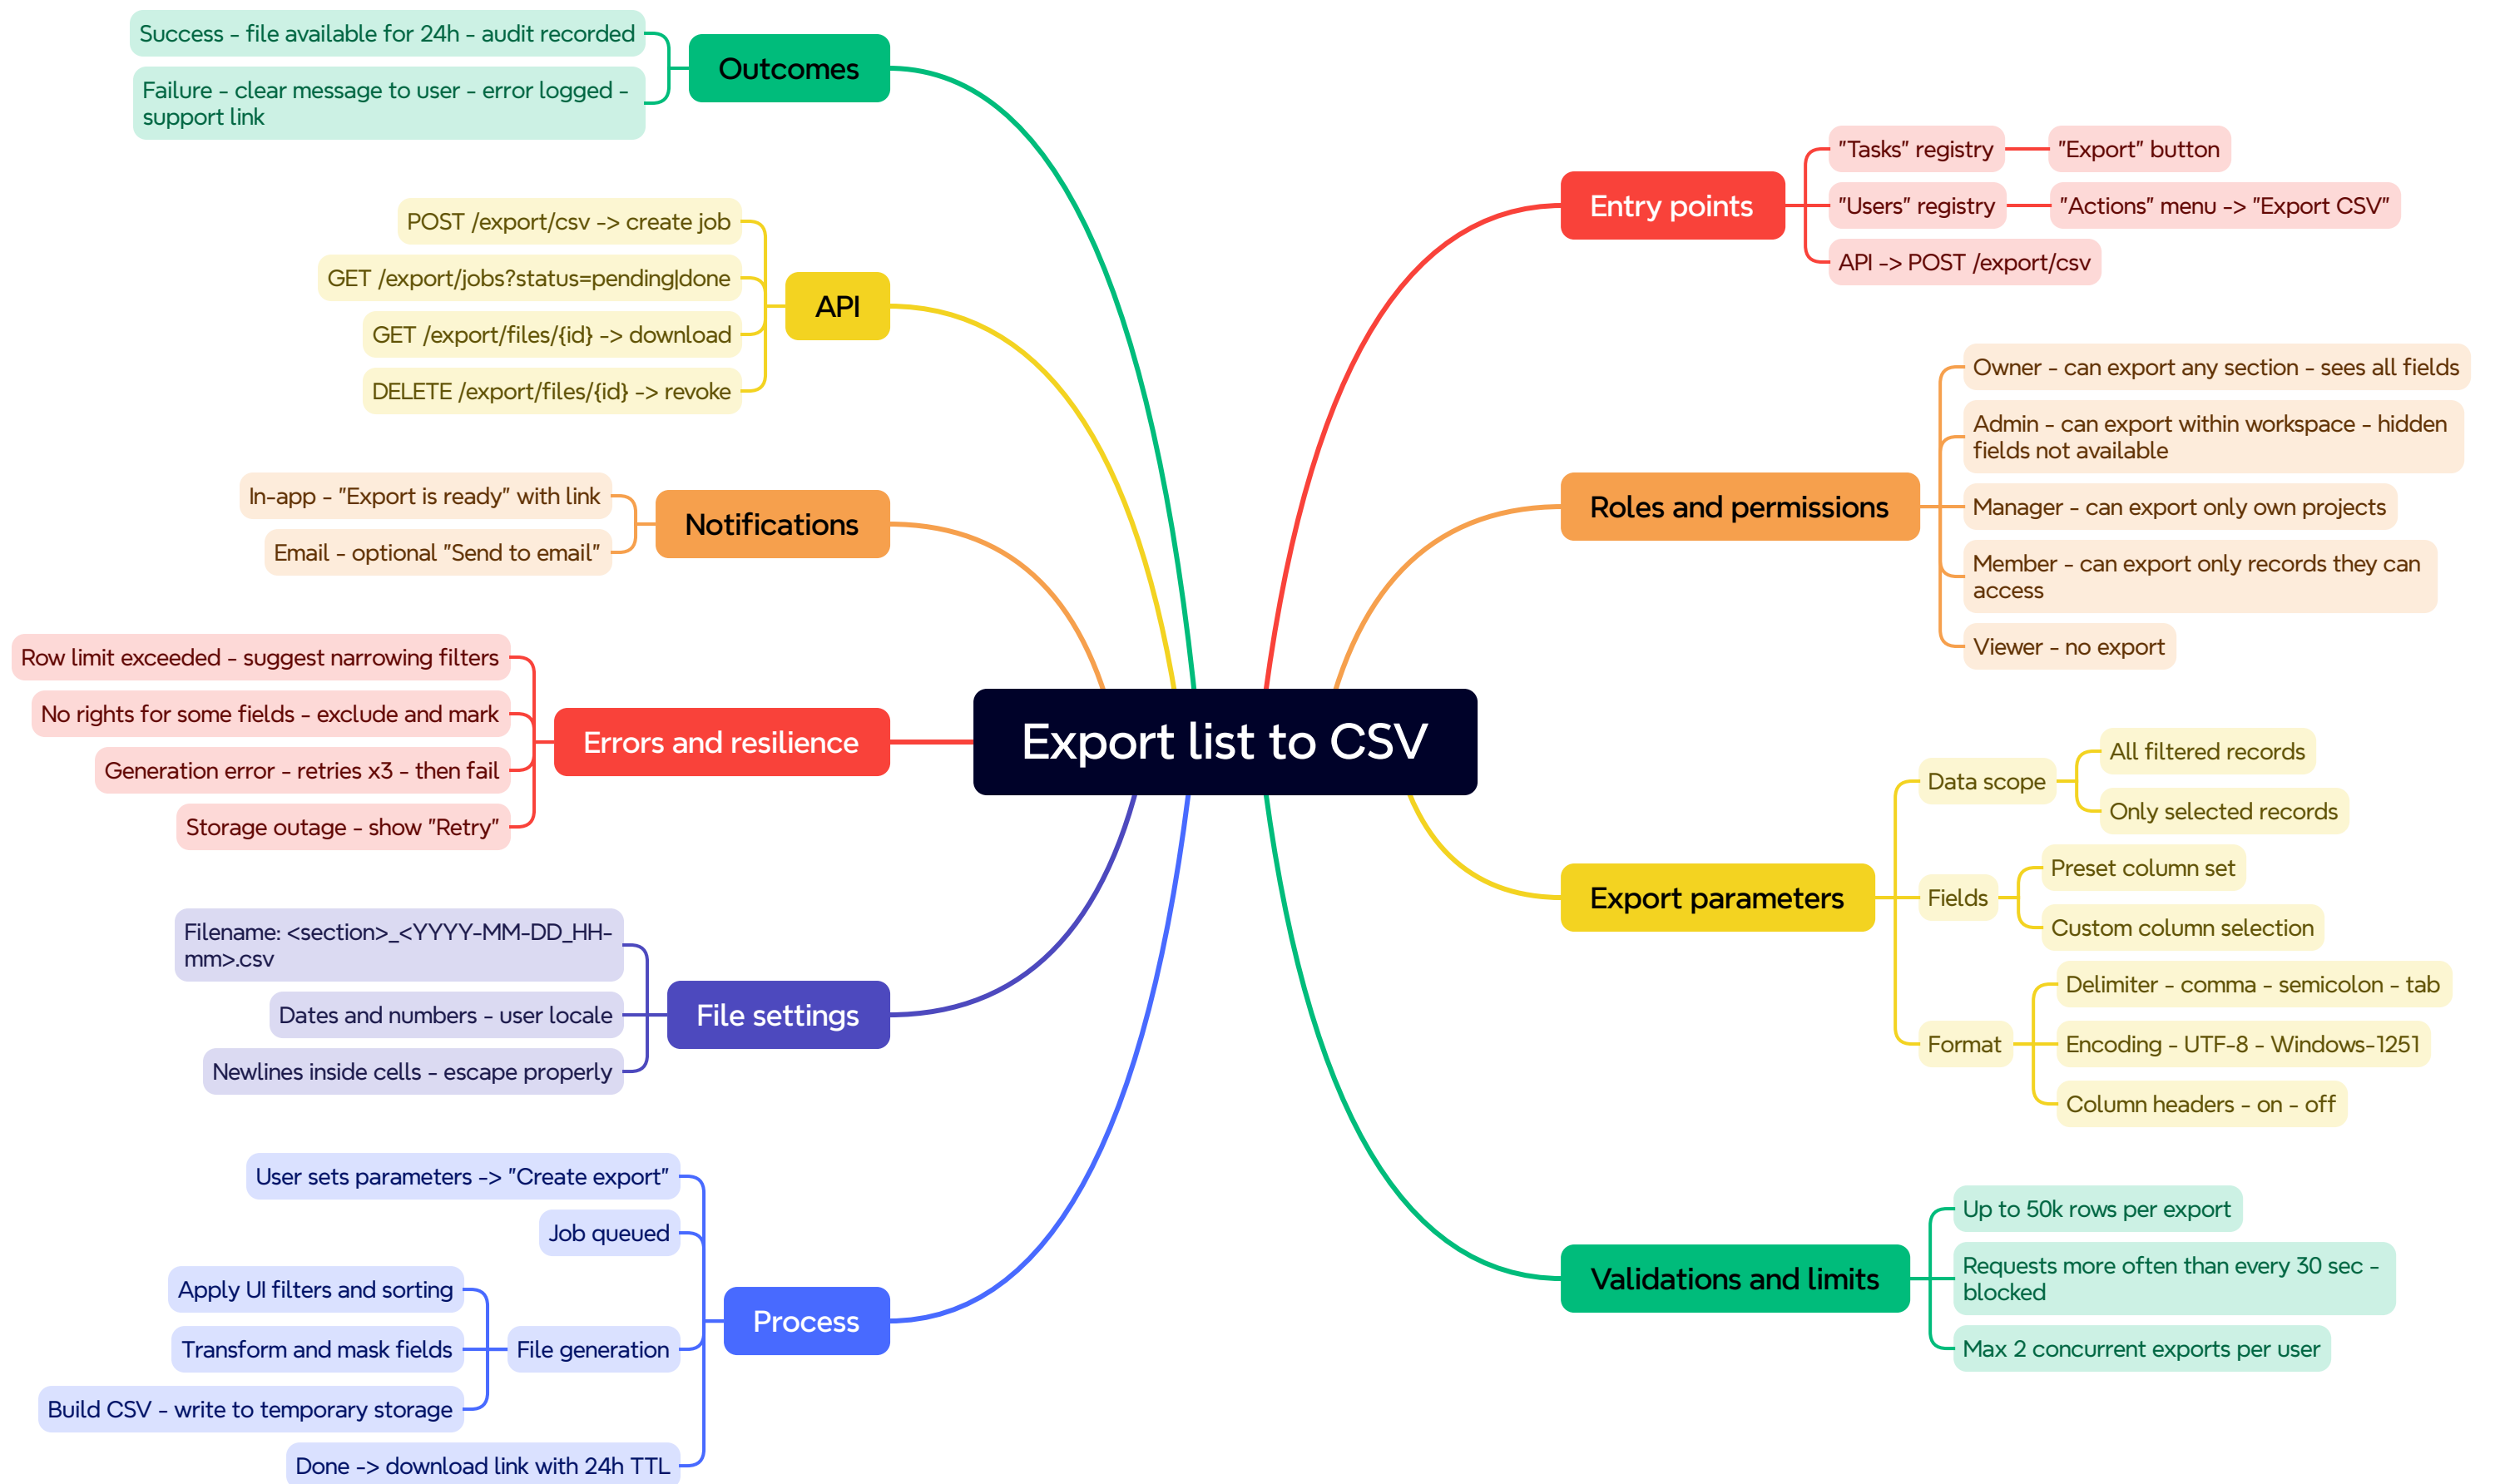 Export list to CSV
Entry points
"Tasks" registry
"Export" button
"Users" registry
"Actions" menu -> "Export CSV"
API -> POST /export/csv
Roles and permissions
Owner - can export any section - sees all fields
Admin - can export within workspace - hidden
fields not available
Manager - can export only own projects
Member - can export only records they can
access
Viewer - no export
Export parameters
Data scope
All filtered records
Only selected records
Fields
Preset column set
Custom column selection
Format
Delimiter - comma - semicolon - tab
Encoding - UTF-8 - Windows-1251
Column headers - on - off
Validations and limits
Up to 50k rows per export
Requests more often than every 30 sec -
blocked
Max 2 concurrent exports per user
Outcomes
Success - file available for 24h - audit recorded
Failure - clear message to user - error logged -
support link
API
POST /export/csv -> create job
GET /export/jobs?status=pending|done
GET /export/files/{id} -> download
DELETE /export/files/{id} -> revoke
Notifications
In-app - "Export is ready" with link
Email - optional "Send to email"
Errors and resilience
Row limit exceeded - suggest narrowing filters
No rights for some fields - exclude and mark
Generation error - retries x3 - then fail
Storage outage - show "Retry"
File settings
Filename: <section>_<YYYY-MM-DD_HH-
mm>.csv
Dates and numbers - user locale
Newlines inside cells - escape properly
Process
User sets parameters -> "Create export"
Job queued
File generation
Apply UI filters and sorting
Transform and mask fields
Build CSV - write to temporary storage
Done -> download link with 24h TTL